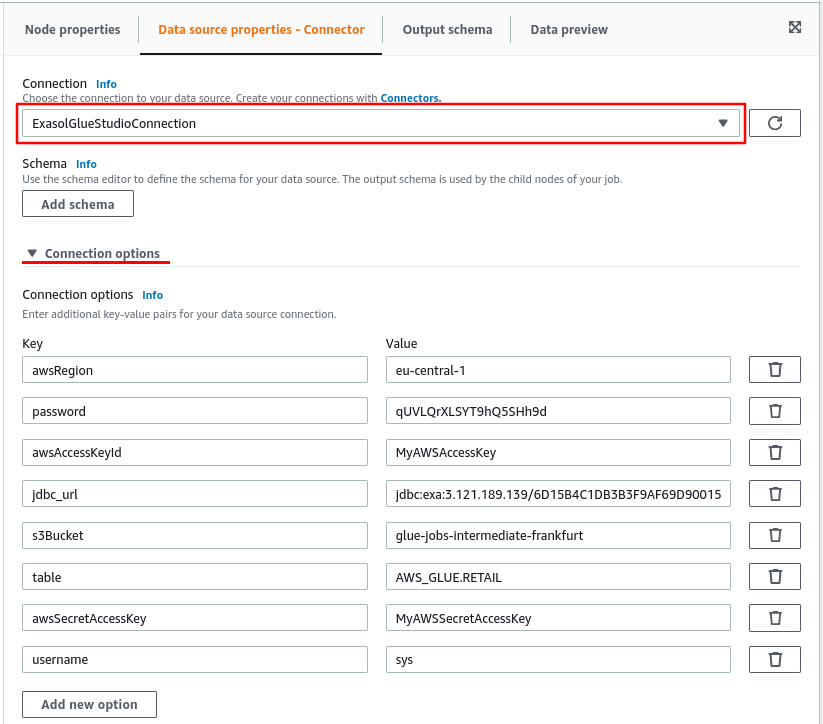 Node properties Data source properties - Connector Output schema Data preview
Connection Info
Choose the connection to your data source. Create your connections with Connectors.
ExasolGlueStudioConnection
Schema Info
Use the schema editor to define the schema for your data source. The output schema is used by the child nodes of your job.
Add schema
Connection options
Connection options Info
Enter additional key-value pairs for your data source connection.
Key Value
awsRegion eu-central-1
password qUVLQrXLSYT9hQ5SHh9d
awsAccessKeyId MyAWSAccessKey
jdbc_url jdbc:exa:3.121.189.139/6D15B4C1DB3B3F9AF69D90015
s3Bucket glue-jobs-intermediate-frankfurt
table AWS_GLUE.RETAIL
awsSecretAccessKey MyAWSSecretAccessKey
username sys
Add new option